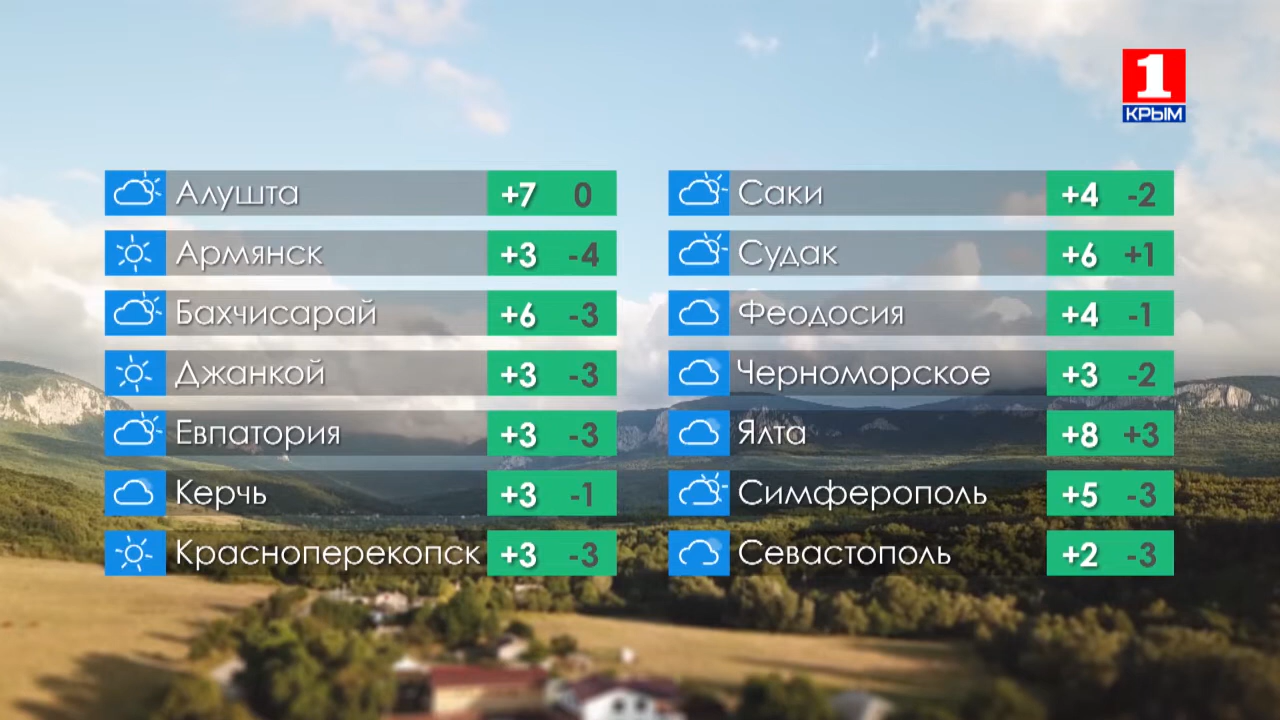 1
КРЫМ
Алушта +7 0
Армянск +3 -4
Бахчисарай +6 -3
Джанкой +3 -3
Евпатория +3 -3
Керчь +3 -1
Красноперекопск +3 -3
Саки +4 -2
Судак +6 +1
Феодосия +4 -1
Черноморское +3 -2
Ялта +8 +3
Симферополь +5 -3
Севастополь +2 -3